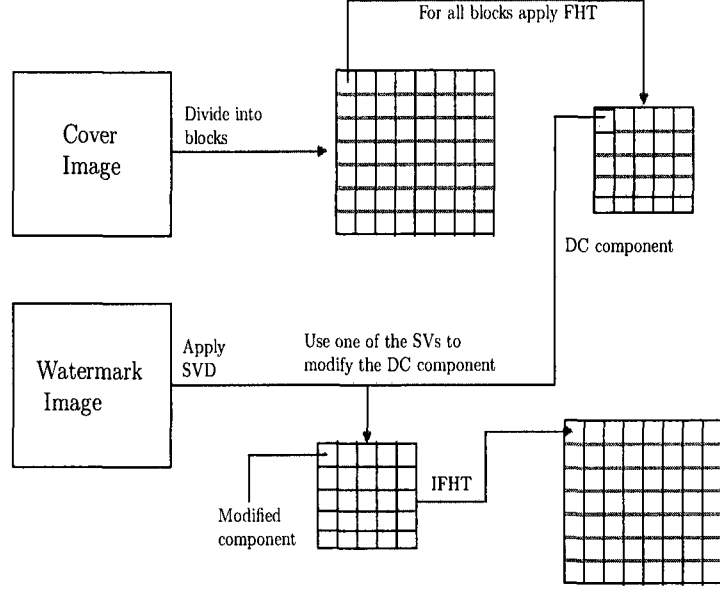 For all blocks apply FHT
Cover
Image
Divide into
blocks
DC component
Watermark
Image
Apply
SVD
Use one of the SVs to
modify the DC component
IFHT
Modified
component